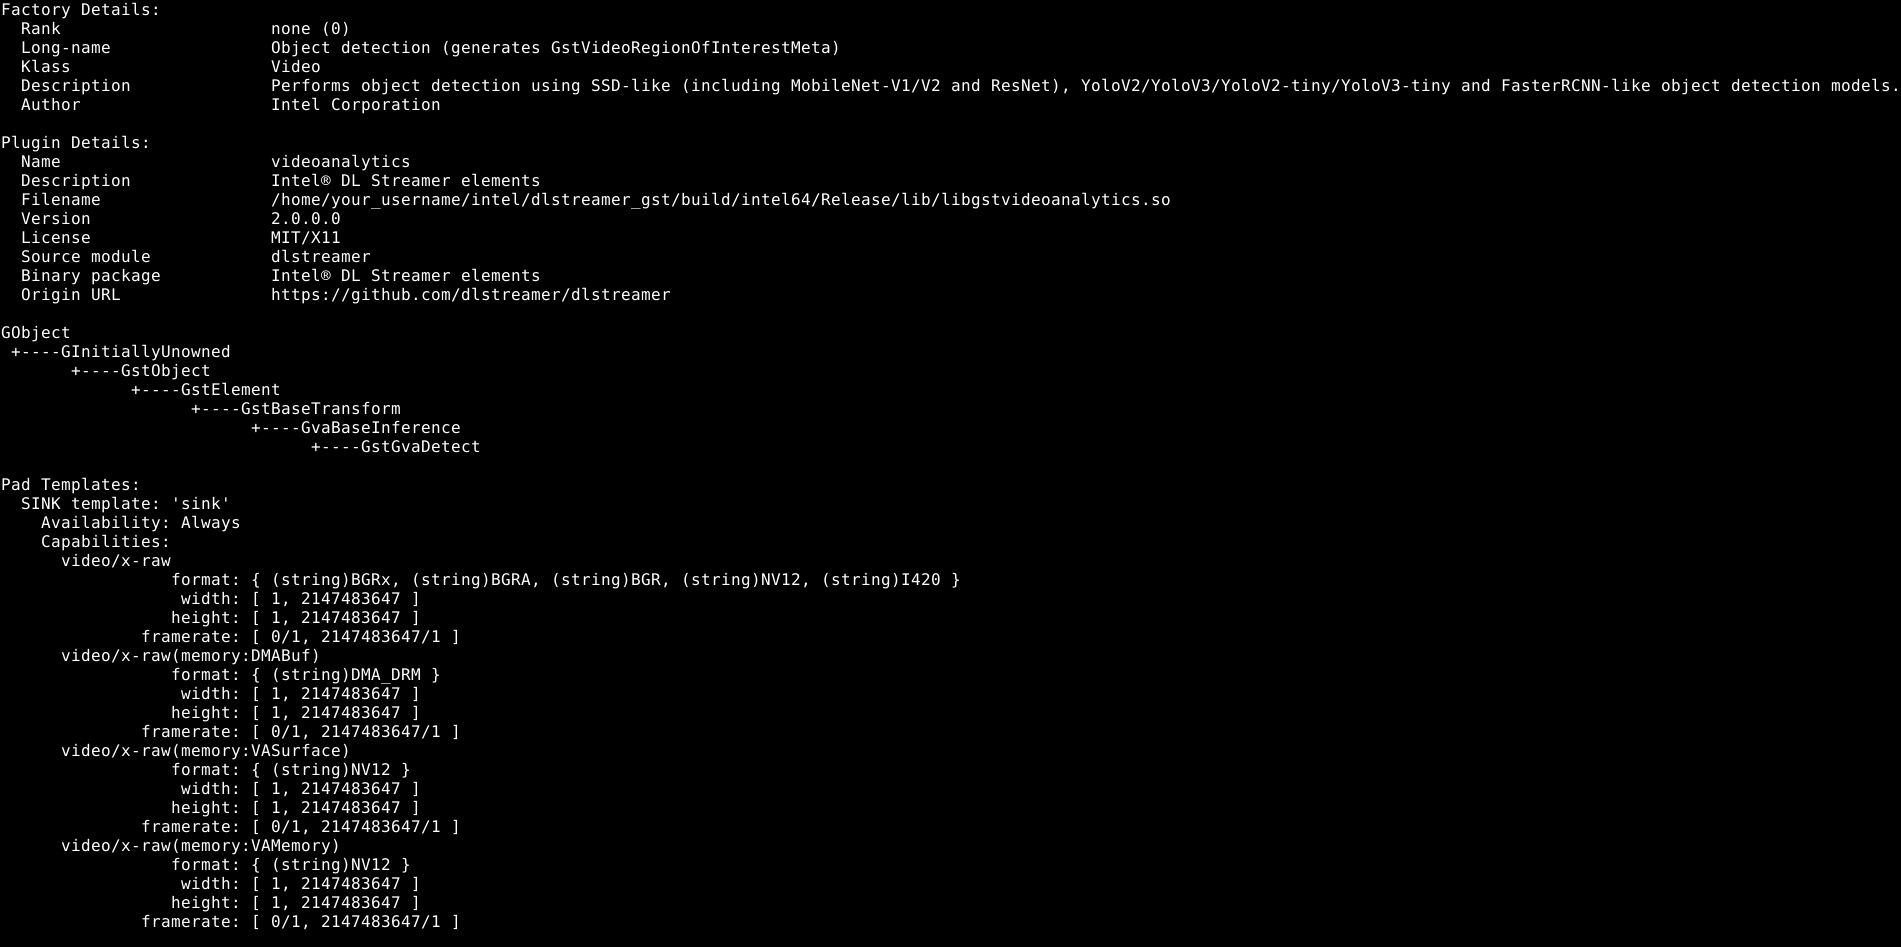 Factory Details:
  Rank                     none (0)
  Long-name                Object detection (generates GstVideoRegionOfInterestMeta)
  Klass                    Video
  Description              Performs object detection using SSD-like (including MobileNet-V1/V2 and ResNet), YoloV2/YoloV3/YoloV2-tiny/YoloV3-tiny and FasterRCNN-like object detection models.
  Author                   Intel Corporation

Plugin Details:
  Name                     videoanalytics
  Description              Intel® DL Streamer elements
  Filename                 /home/your_username/intel/dlstreamer_gst/build/intel64/Release/lib/libgstvideoanalytics.so
  Version                  2.0.0.0
  License                  MIT/X11
  Source module            dlstreamer
  Binary package           Intel® DL Streamer elements
  Origin URL               https://github.com/dlstreamer/dlstreamer

GObject
 +----GInitiallyUnowned
       +----GstObject
             +----GstElement
                   +----GstBaseTransform
                         +----GvaBaseInference
                               +----GstGvaDetect

Pad Templates:
  SINK template: 'sink'
    Availability: Always
    Capabilities:
      video/x-raw
                 format: { (string)BGRx, (string)BGRA, (string)BGR, (string)NV12, (string)I420 }
                  width: [ 1, 2147483647 ]
                 height: [ 1, 2147483647 ]
              framerate: [ 0/1, 2147483647/1 ]
      video/x-raw(memory:DMABuf)
                 format: { (string)DMA_DRM }
                  width: [ 1, 2147483647 ]
                 height: [ 1, 2147483647 ]
              framerate: [ 0/1, 2147483647/1 ]
      video/x-raw(memory:VASurface)
                 format: { (string)NV12 }
                  width: [ 1, 2147483647 ]
                 height: [ 1, 2147483647 ]
              framerate: [ 0/1, 2147483647/1 ]
      video/x-raw(memory:VAMemory)
                 format: { (string)NV12 }
                  width: [ 1, 2147483647 ]
                 height: [ 1, 2147483647 ]
              framerate: [ 0/1, 2147483647/1 ]